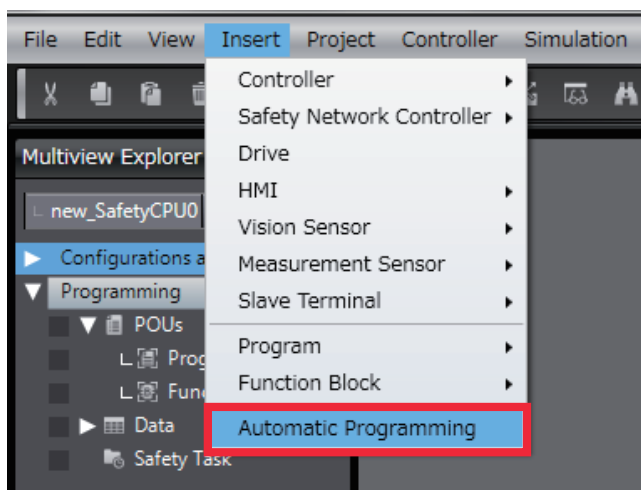 File Edit View Insert Project Controller Simulation
Controller
Safety Network Controller
Multiview Explorer
Drive
HMI
new_SafetyCPU0
Vision Sensor
Configurations a
Measurement Sensor
Programming
Slave Terminal
POUs
Program
Prog
Function Block
Fun
Automatic Programming
Data
Safety Task